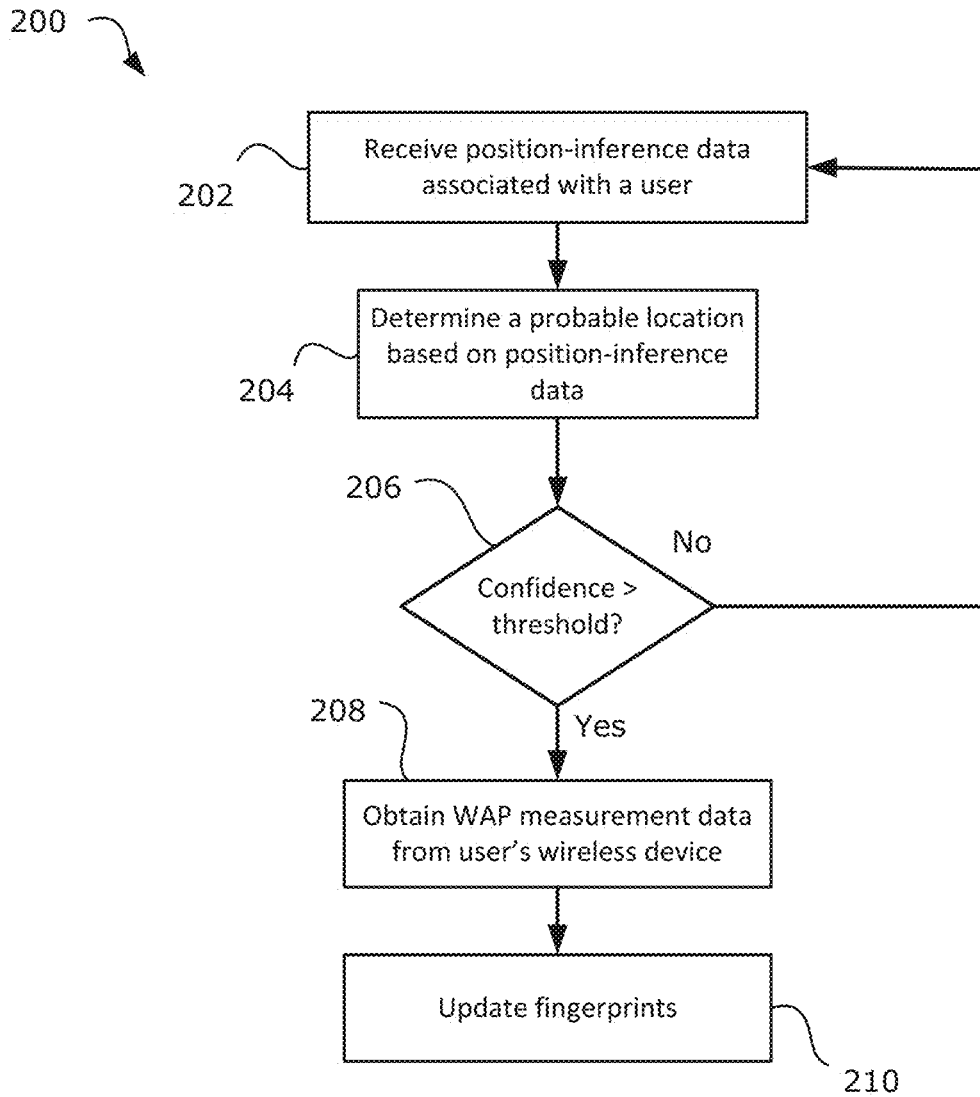 200
Receive position-inference data
associated with a user
202
Determine a probable location
based on position-inference
data
204
206
No
Confidence >
threshold?
208
Yes
Obtain WAP measurement data
from user's wireless device
Update fingerprints
210